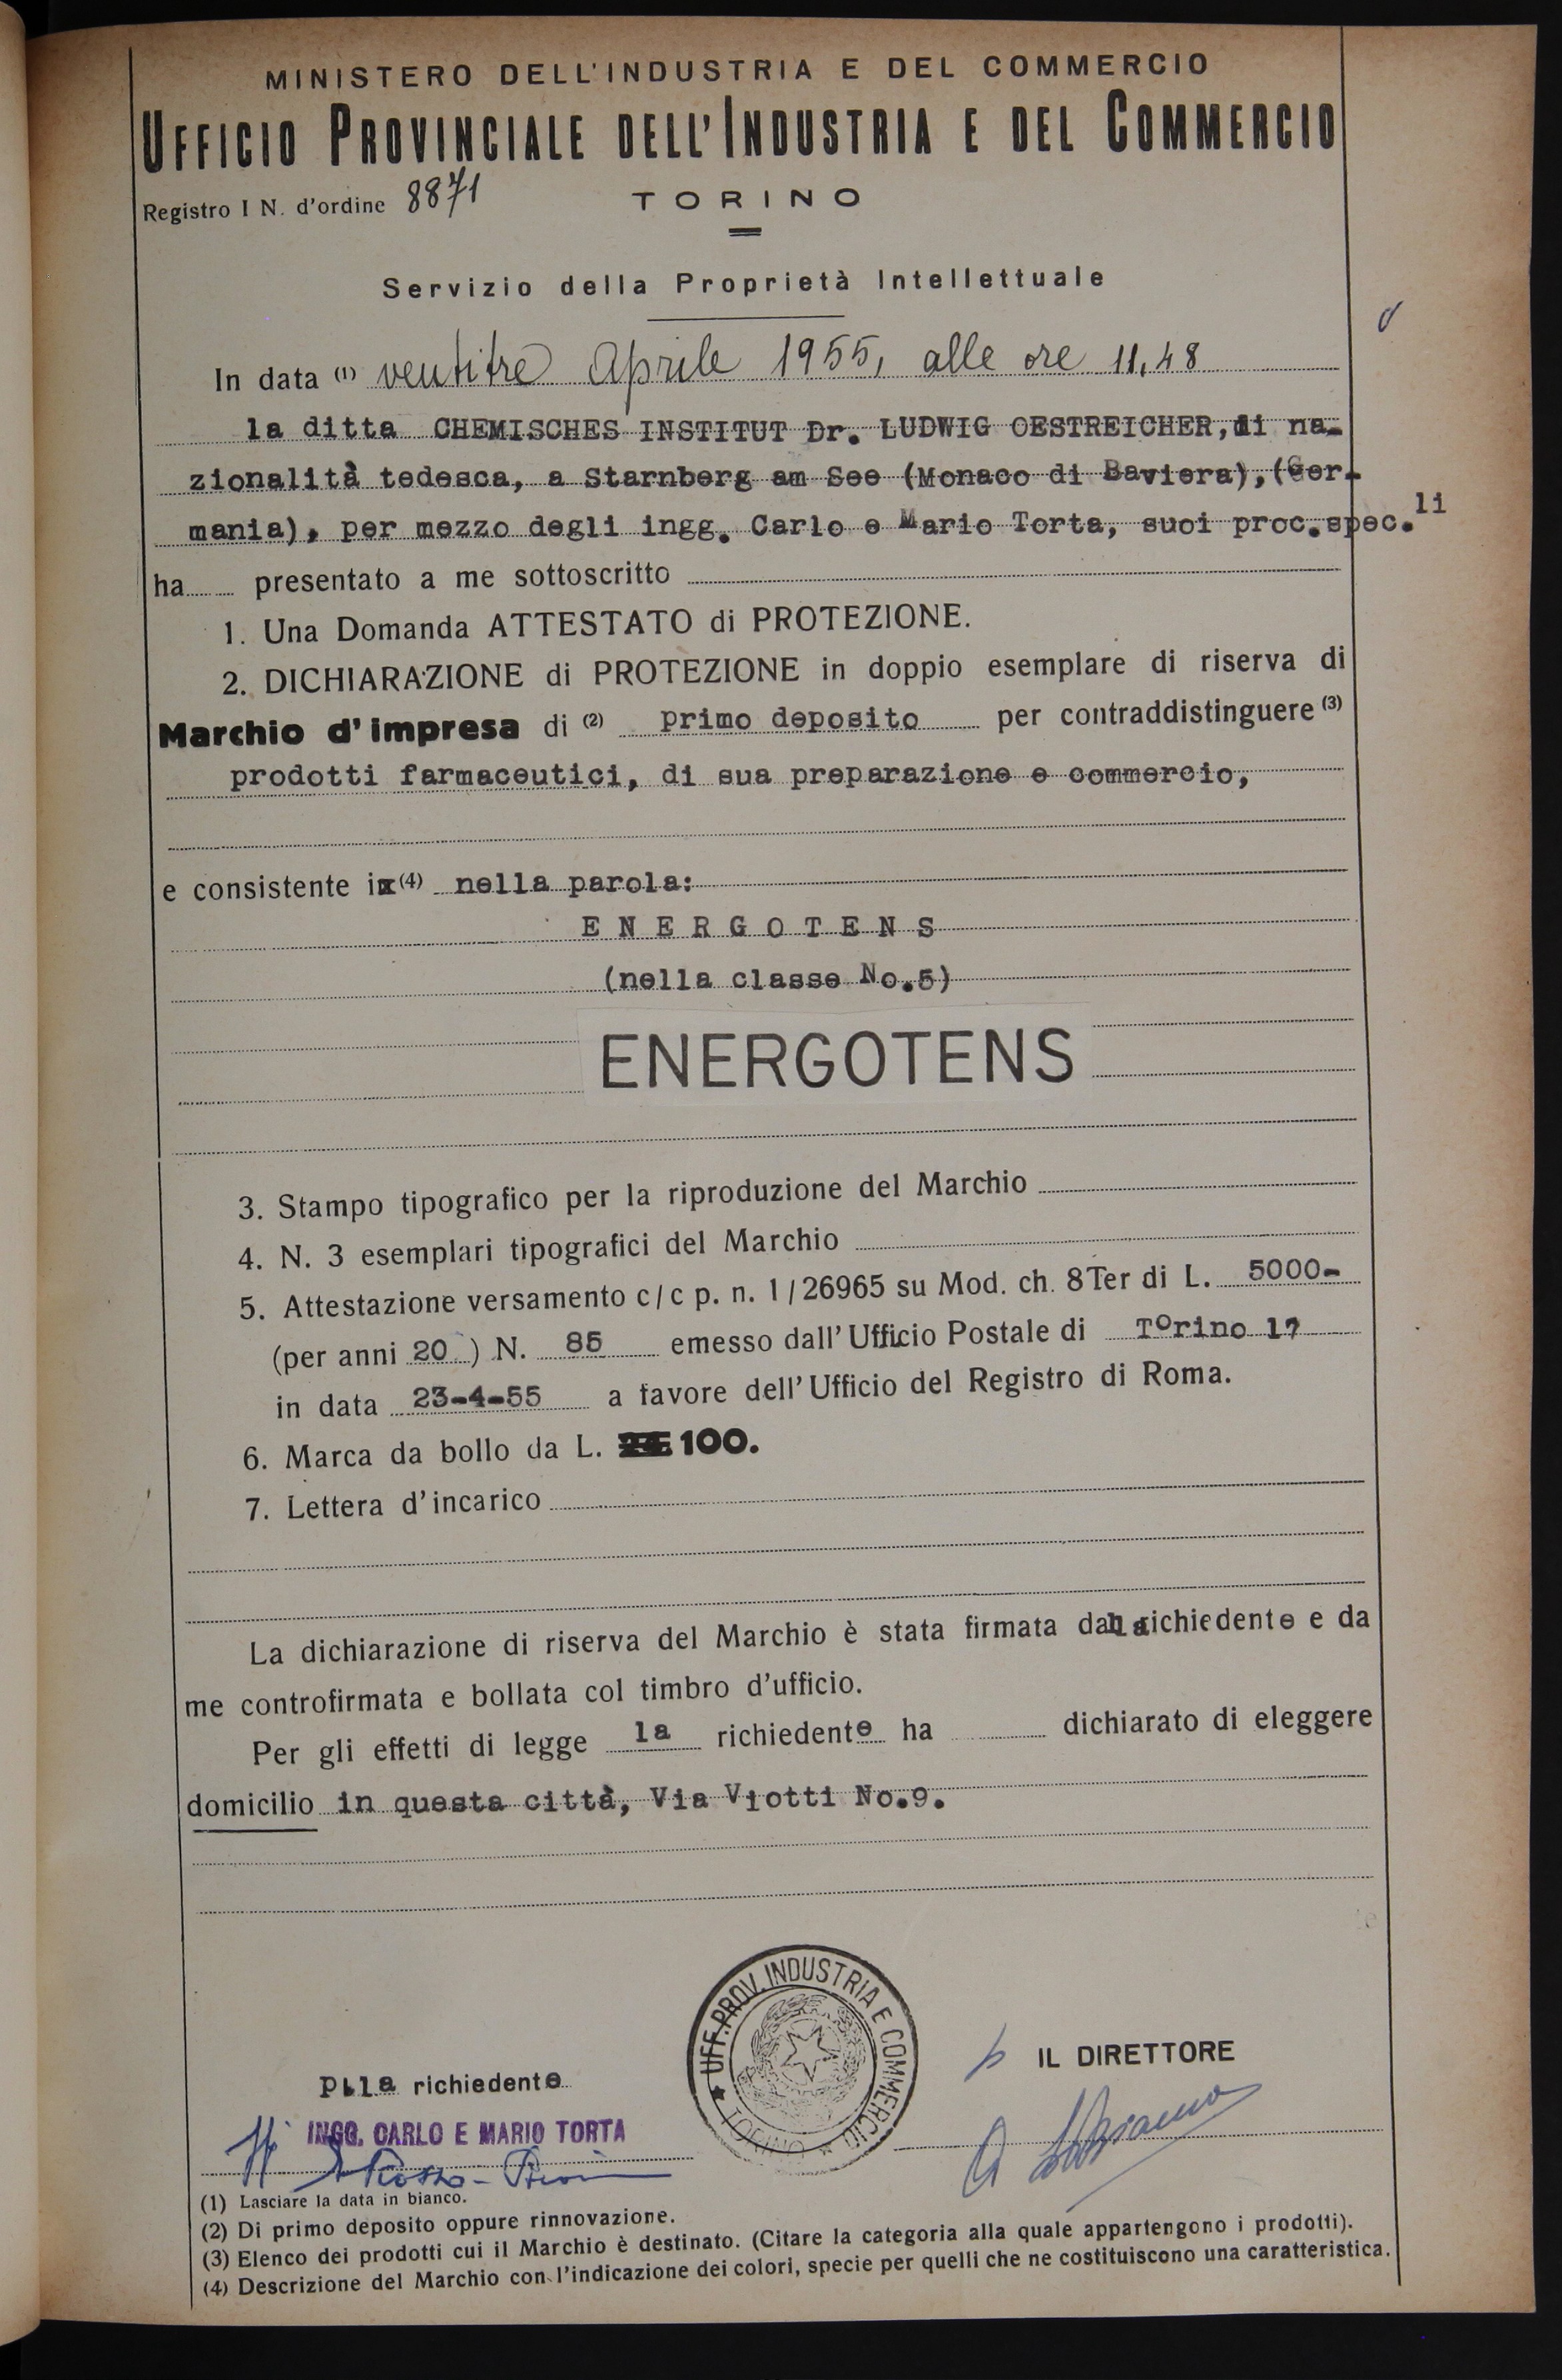 MINISTERO DELL'INDUSTRIA E DEL COMMERCIO
UFFICIO PROVINCIALE DELL'INDUSTRIA E DEL COMMERCIO
Registro I N. d'ordine 8871
TORINO
Servizio della Proprietà Intellettuale
In data (1) ventitre Aprile 1955, alle ore 11,48
la ditta CHEMISCHES INSTITUT Dr. LUDWIG OESTREICHER, di na-
zionalità tedesca, a Starnberg am See (Monaco di Baviera), (Ger-
mania), per mezzo degli ingg. Carlo e Mario Torta, suoi proc.spec.li
ha presentato a me sottoscritto
1. Una Domanda ATTESTATO di PROTEZIONE.
2. DICHIARAZIONE di PROTEZIONE in doppio esemplare di riserva di
Marchio d'impresa di (2) primo deposito per contraddistinguere (3)
prodotti farmaceutici, di sua preparazione e commercio,
e consistente ix (4) nella parola:
E N E R G O T E N S
(nella classe No.5)
ENERGOTENS
3. Stampo tipografico per la riproduzione del Marchio
4. N. 3 esemplari tipografici del Marchio
5. Attestazione versamento c/c p. n. 1/26965 su Mod. ch. 8 Ter di L. 5000-
(per anni 20 ) N. 85 emesso dall'Ufficio Postale di Torino 17
in data 23-4-55 a favore dell'Ufficio del Registro di Roma.
6. Marca da bollo da L. 100.
7. Lettera d'incarico
La dichiarazione di riserva del Marchio è stata firmata dalla richiedente e da
me controfirmata e bollata col timbro d'ufficio.
Per gli effetti di legge la richiedente ha dichiarato di eleggere
domicilio in questa città, Via Viotti No.9.
UFF. PROV. INDUSTRIA E COMMERCIO
★ TORINO ★
p. IL DIRETTORE
p.la richiedente
INGG. CARLO E MARIO TORTA
(1) Lasciare la data in bianco.
(2) Di primo deposito oppure rinnovazione.
(3) Elenco dei prodotti cui il Marchio è destinato. (Citare la categoria alla quale appartengono i prodotti).
(4) Descrizione del Marchio con l'indicazione dei colori, specie per quelli che ne costituiscono una caratteristica.